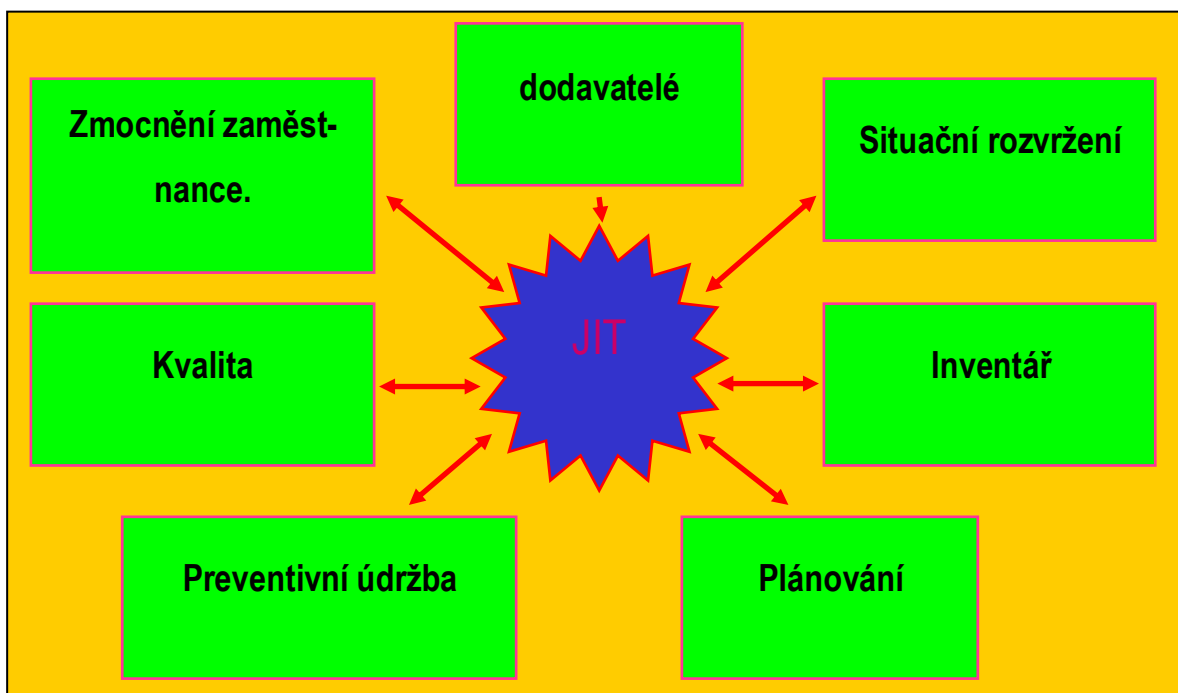 dodavatelé
Zmocnění zaměst-
nance.
Situační rozvržení
JIT
Kvalita
Inventář
Preventivní údržba
Plánování